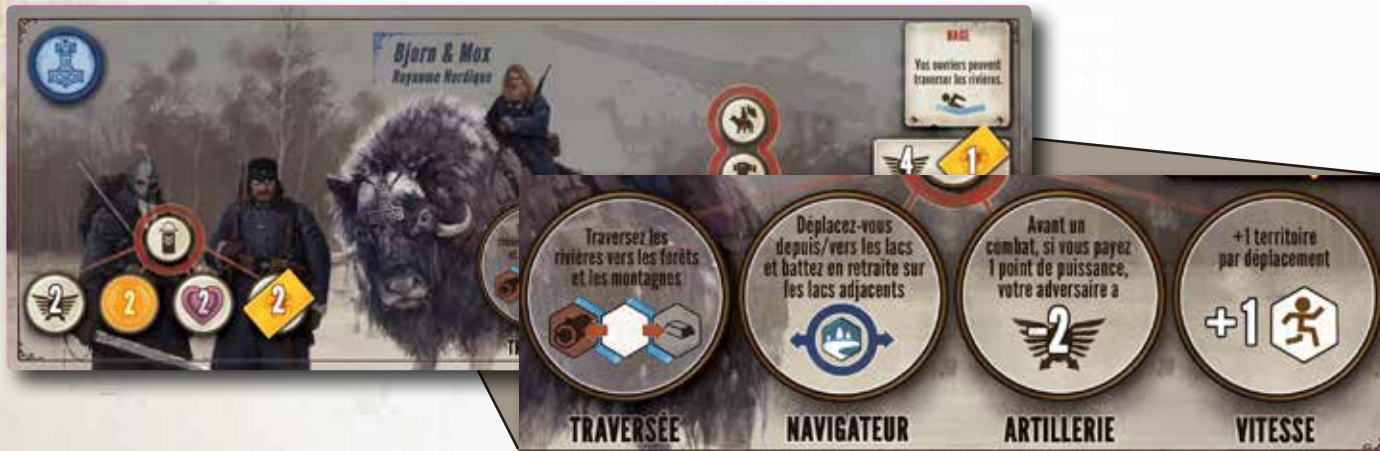 Bjorn & Mox
Royaume Nordique
NAGE
Vos ouvriers peuvent
traverser les rivières.
4
1
2
2
2
2
Traversez les
rivières vers les forêts
et les montagnes
TRAVERSÉE
Déplacez-vous
depuis/vers les lacs
et battez en retraite sur
les lacs adjacents
NAVIGATEUR
Avant un
combat, si vous payez
1 point de puissance,
votre adversaire a
-2
ARTILLERIE
+1 territoire
par déplacement
+1
VITESSE